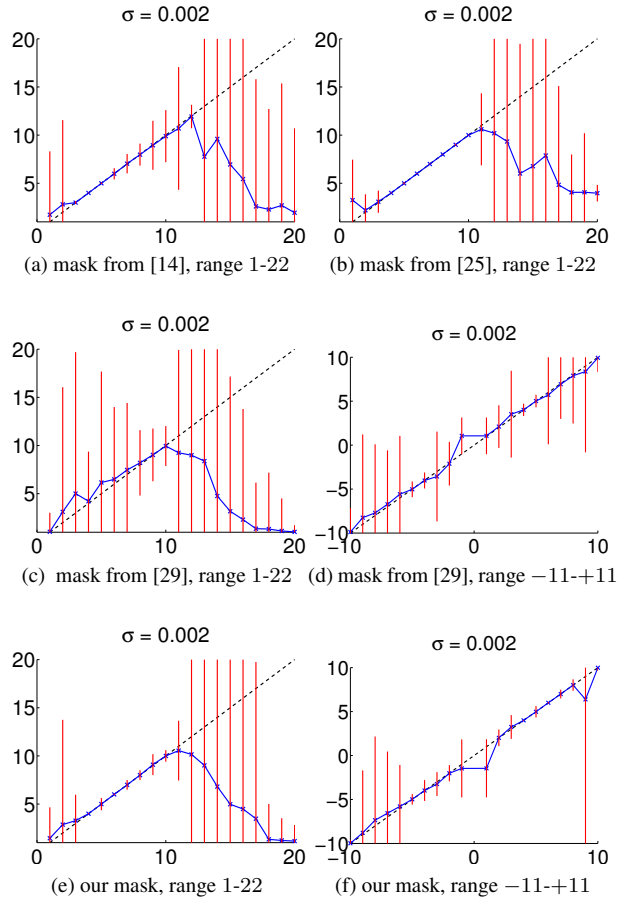 σ = 0.002
20
15
10
5
0 10 20
(a) mask from [14], range 1-22
σ = 0.002
20
15
10
5
0 10 20
(b) mask from [25], range 1-22
σ = 0.002
20
15
10
5
0 10 20
(c) mask from [29], range 1-22
σ = 0.002
10
5
0
−5
−10
−10 0 10
(d) mask from [29], range −11-+11
σ = 0.002
20
15
10
5
0 10 20
(e) our mask, range 1-22
σ = 0.002
10
5
0
−5
−10
−10 0 10
(f) our mask, range −11-+11